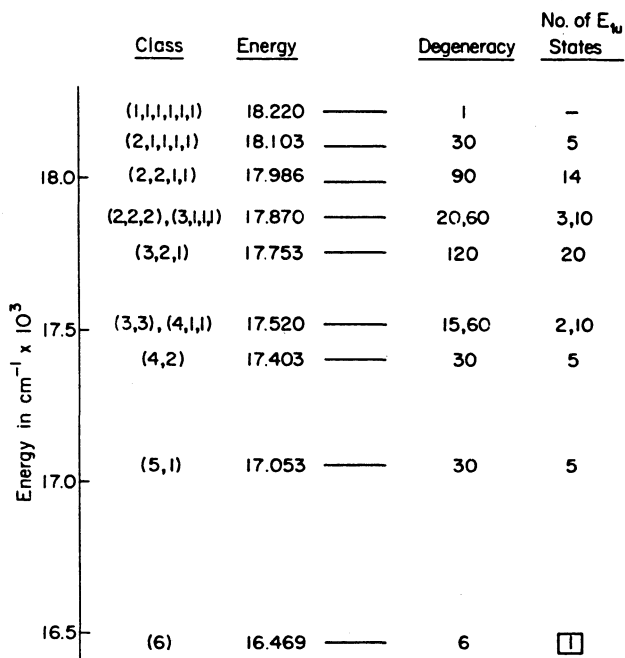 No. of E₁ᵤ
Class Energy Degeneracy States
(1,1,1,1,1,1) 18.220 1 –
(2,1,1,1,1) 18.103 30 5
18.0 (2,2,1,1) 17.986 90 14
(2,2,2),(3,1,1,1) 17.870 20,60 3,10
(3,2,1) 17.753 120 20
17.5 (3,3),(4,1,1) 17.520 15,60 2,10
(4,2) 17.403 30 5
17.0 (5,1) 17.053 30 5
16.5 (6) 16.469 6 1
Energy in cm⁻¹ x 10³